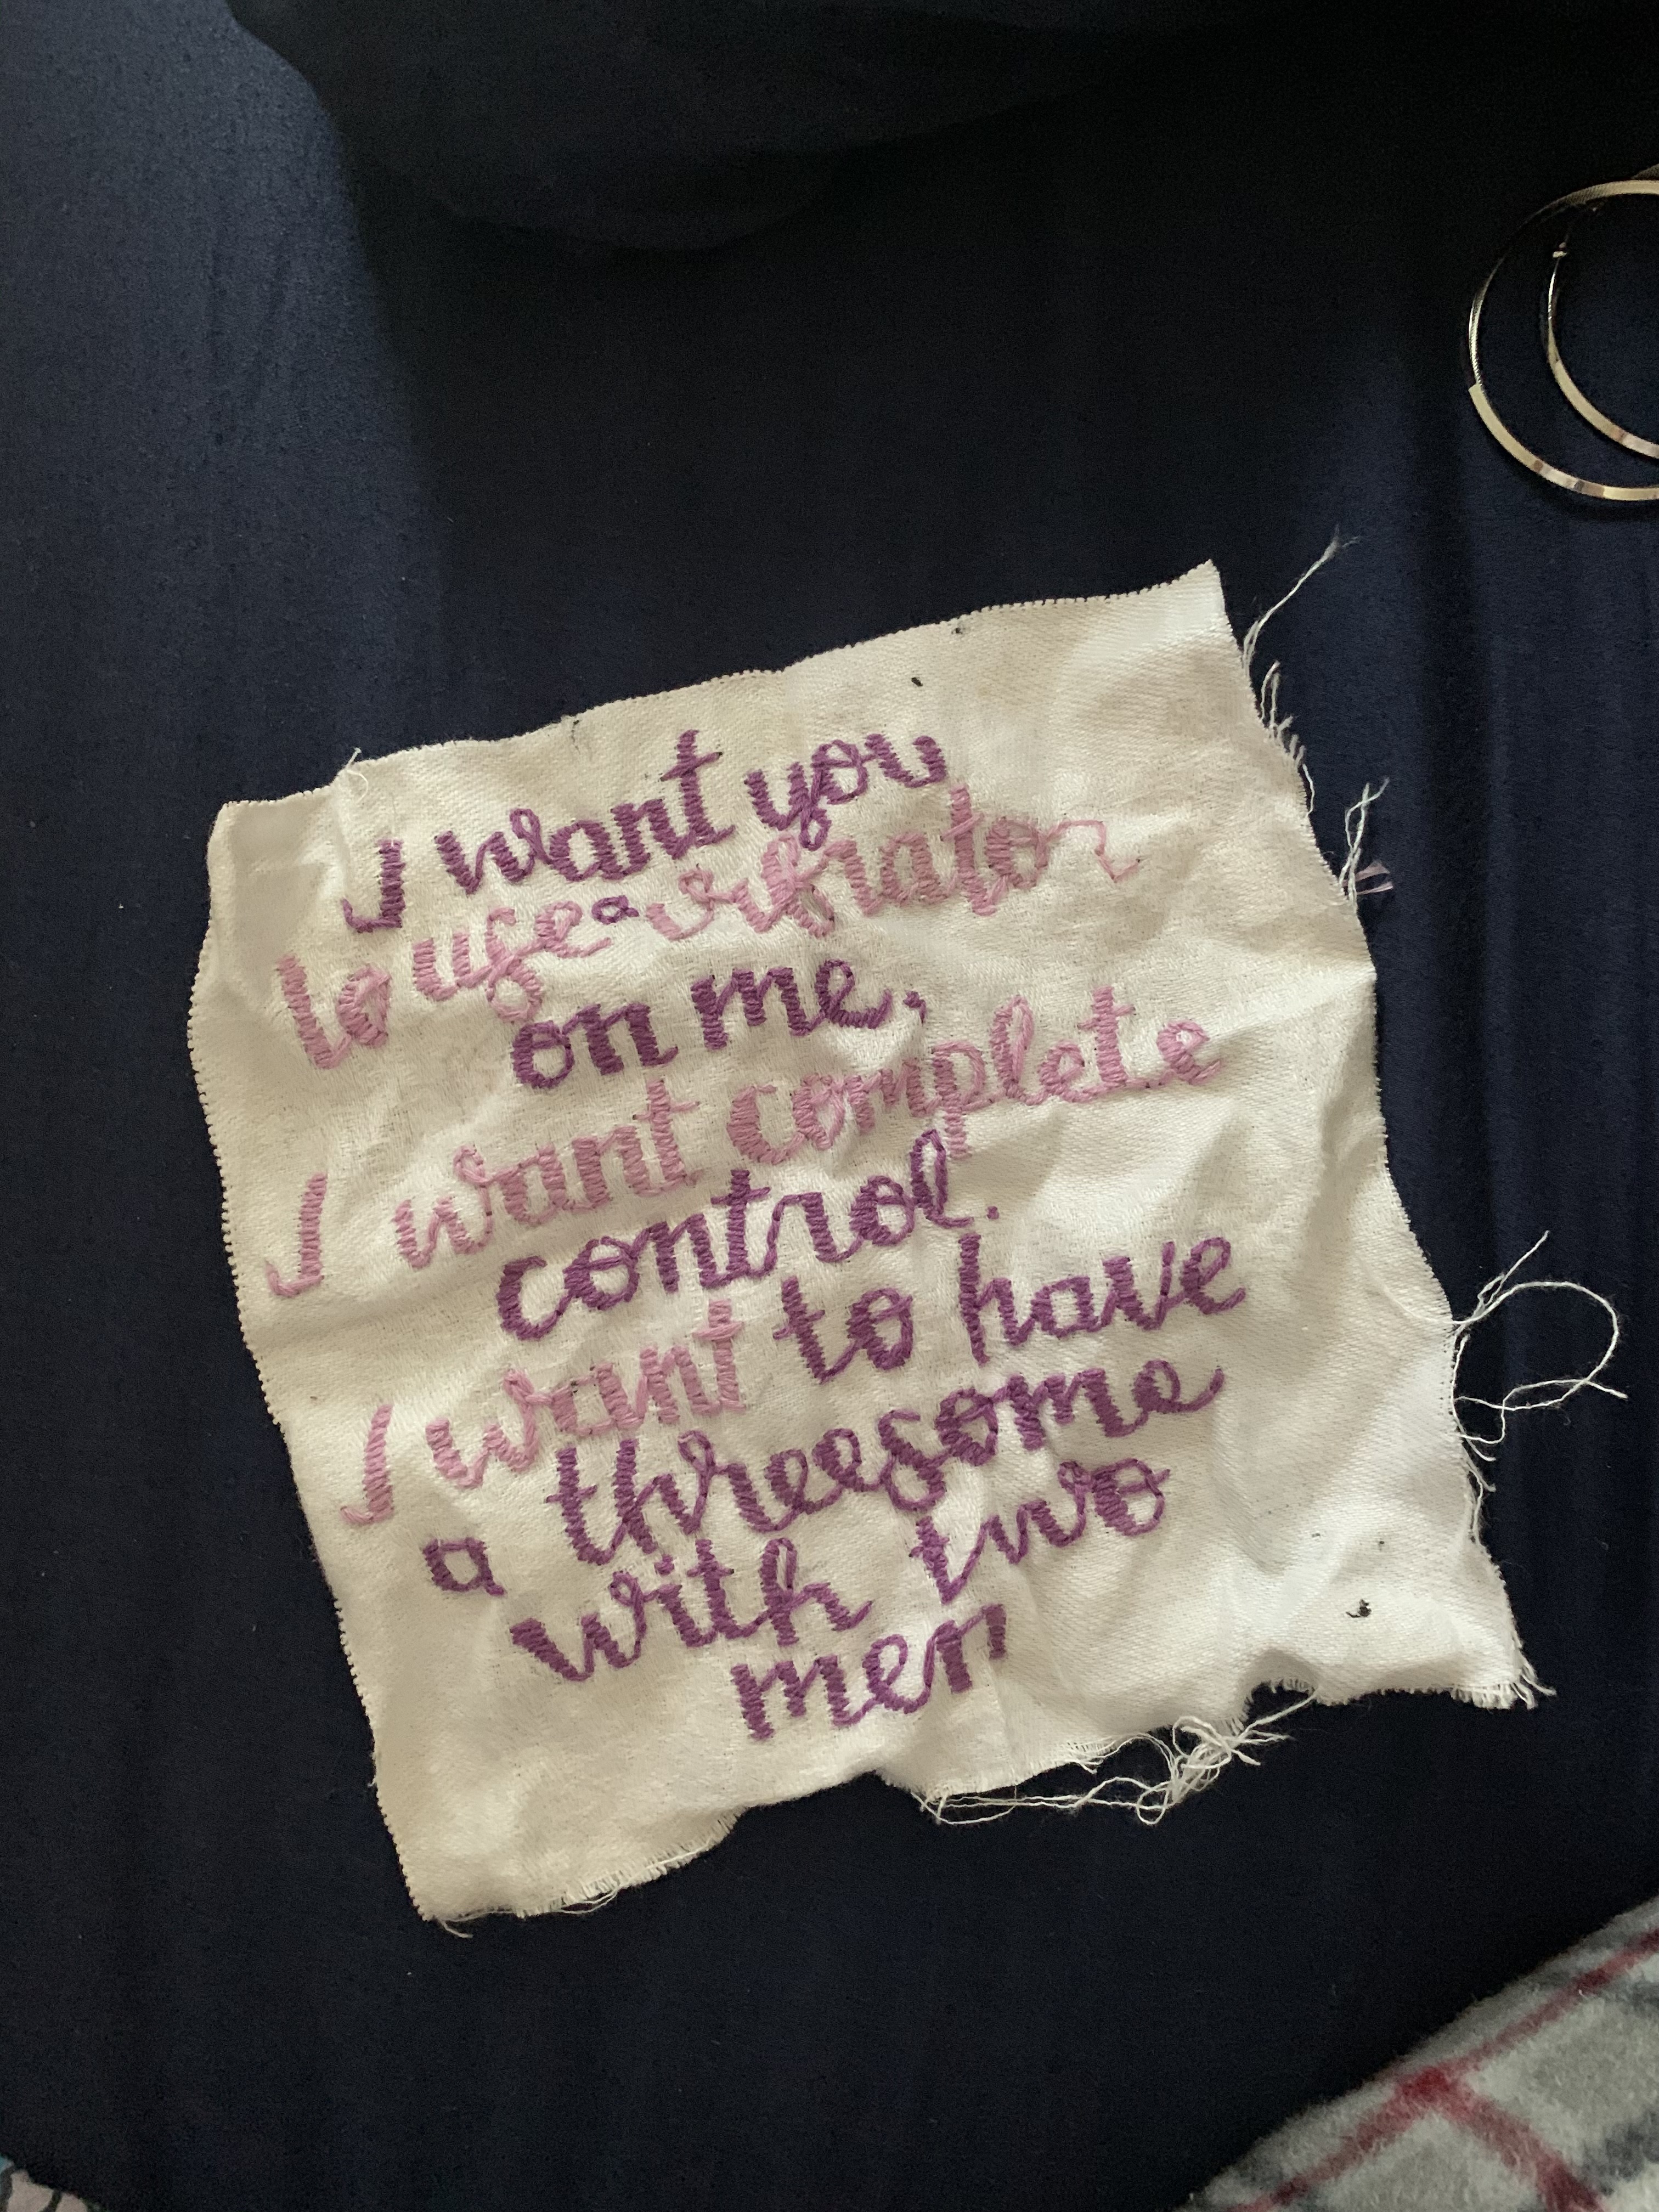 I want you
to use a vibrator
on me,
I want complete
control.
I want to have
a threesome
with two
men